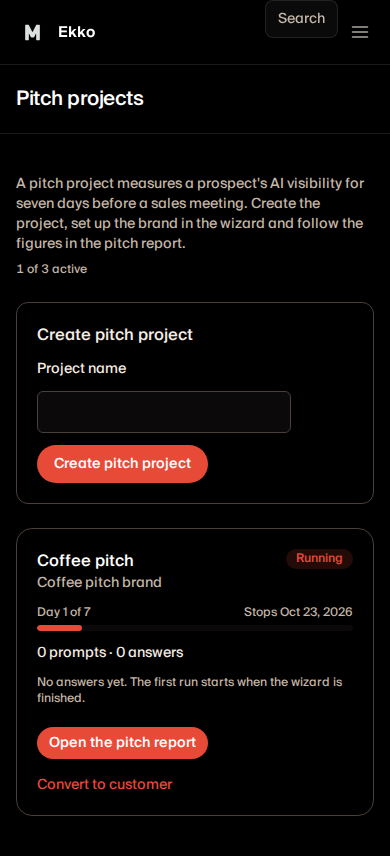 Ekko
Search
Pitch projects
A pitch project measures a prospect's AI visibility for
seven days before a sales meeting. Create the
project, set up the brand in the wizard and follow the
figures in the pitch report.
1 of 3 active
Create pitch project
Project name
Create pitch project
Coffee pitch
Running
Coffee pitch brand
Day 1 of 7
Stops Oct 23, 2026
0 prompts · 0 answers
No answers yet. The first run starts when the wizard is
finished.
Open the pitch report
Convert to customer